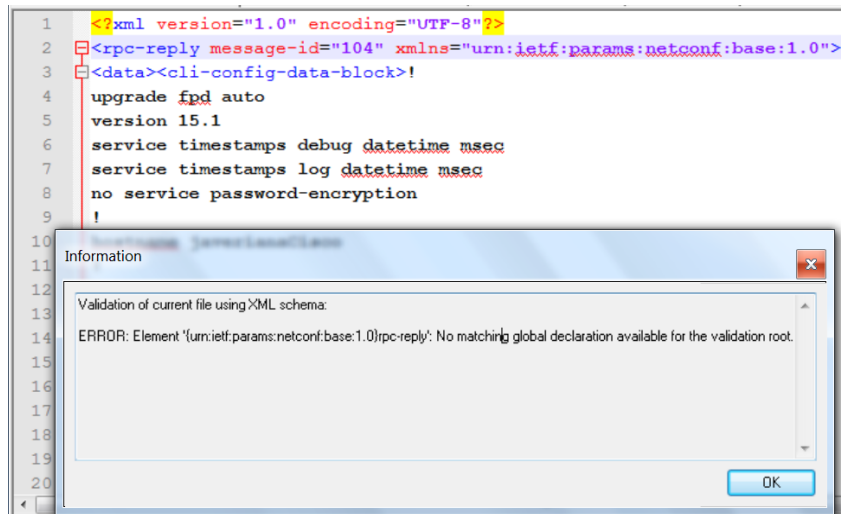 1 <?xml version="1.0" encoding="UTF-8"?>
2 <rpc-reply message-id="104" xmlns="urn:ietf:params:netconf:base:1.0">
3 <data><cli-config-data-block>!
4 upgrade fpd auto
5 version 15.1
6 service timestamps debug datetime msec
7 service timestamps log datetime msec
8 no service password-encryption
9 !
10
11
12
13
14
15
16
17
18
19
20
Information
Validation of current file using XML schema:
ERROR: Element '{urn:ietf:params:netconf:base:1.0}rpc-reply': No matching global declaration available for the validation root.
OK